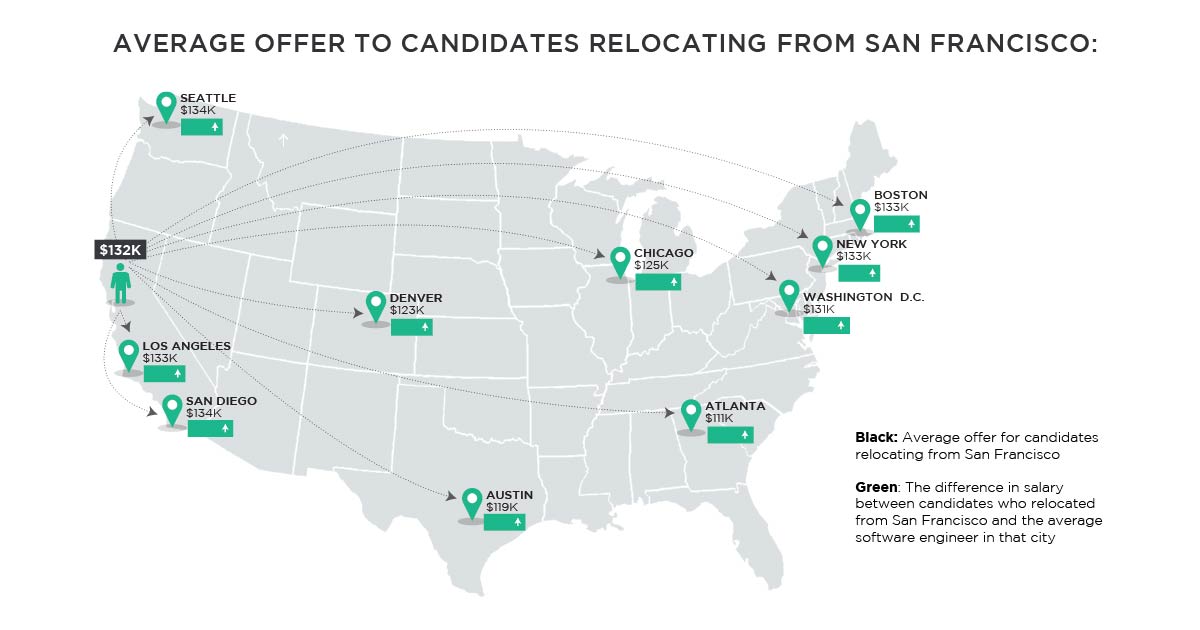 AVERAGE OFFER TO CANDIDATES RELOCATING FROM SAN FRANCISCO:
SEATTLE
$134K
BOSTON
$133K
NEW YORK
$133K
$132K
CHICAGO
$125K
WASHINGTON D.C.
$131K
DENVER
$123K
LOS ANGELES
$133K
SAN DIEGO
$134K
ATLANTA
$111K
AUSTIN
$119K
Black: Average offer for candidates
relocating from San Francisco
Green: The difference in salary
between candidates who relocated
from San Francisco and the average
software engineer in that city